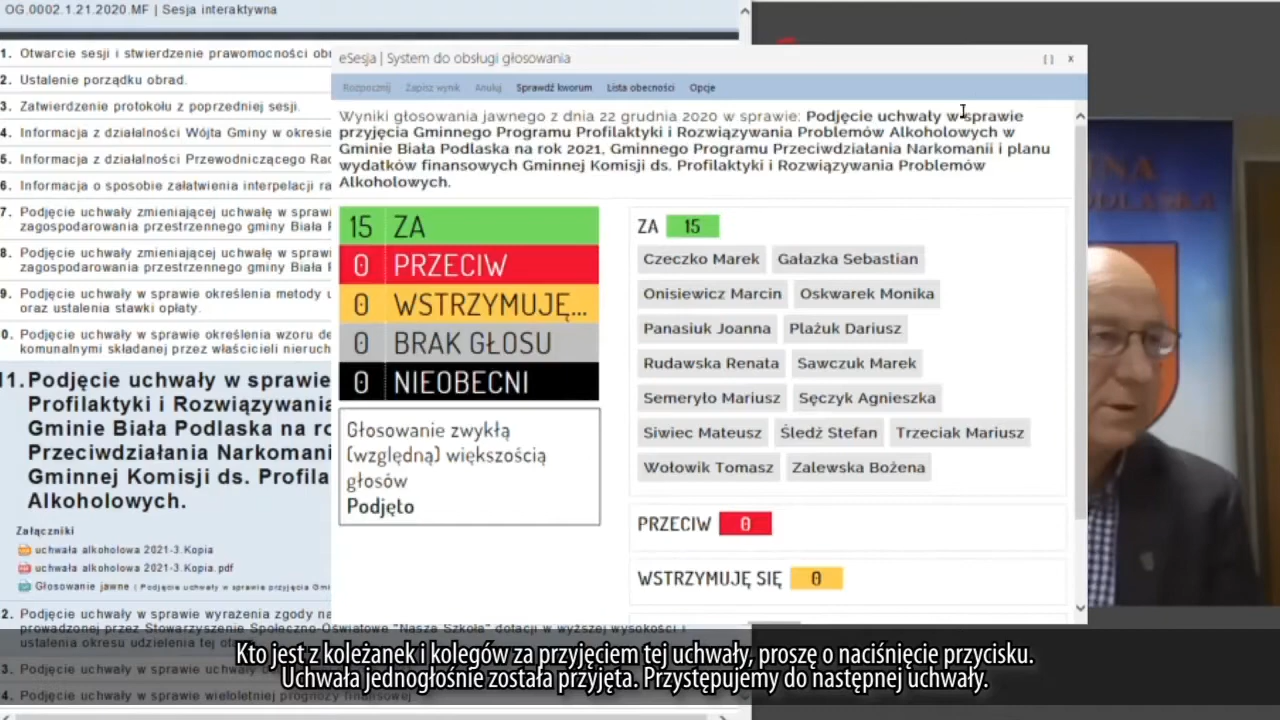 OG.0002.1.21.2020.MF | Sesja interaktywna
1. Otwarcie sesji i stwierdzenie prawomocności
2. Ustalenie porządku obrad.
3. Zatwierdzenie protokołu z poprzedniej sesji.
4. Informacja z działalności Wójta Gminy w okresie
5. Informacja z działalności Przewodniczącego
6. Informacja o sposobie załatwienia interpelacji
7. Podjęcie uchwały zmieniającej uchwałę w
zagospodarowania przestrzennego gminy Biała
8. Podjęcie uchwały zmieniającej uchwałę w
zagospodarowania przestrzennego gminy Biała
9. Podjęcie uchwały w sprawie określenia metody
oraz ustalenia stawki opłaty.
0. Podjęcie uchwały w sprawie określenia wzoru
komunalnymi składanej przez właścicieli
11. Podjęcie uchwały w sprawie
Profilaktyki i Rozwiązywania
Gminie Biała Podlaska na
Przeciwdziałania
Gminnej Komisji ds.
Alkoholowych.
Załączniki
uchwała alkoholowa 2021-3.Kopia
uchwała alkoholowa 2021-3.Kopia.pdf
Głosowanie jawne ( Podjęcie uchwały w sprawie przyjęcia
2. Podjęcie uchwały w sprawie wyrażenia zgody na
prowadzonej przez Stowarzyszenie Społeczno-Oświatowe "Nasza Szkoła" dotacji w wyższej wysokości i
ustalenia okresu udzielenia tej
3. Podjęcie uchwały w sprawie
4. Podjęcie uchwały w sprawie wieloletniej prognozy finansowej
eSesja | System do obsługi głosowania
Rozpocznij Zapisz wynik Anuluj Sprawdź kworum Lista obecności Opcje
Wyniki głosowania jawnego z dnia 22 grudnia 2020 w sprawie: Podjęcie uchwały w sprawie
przyjęcia Gminnego Programu Profilaktyki i Rozwiązywania Problemów Alkoholowych w
Gminie Biała Podlaska na rok 2021, Gminnego Programu Przeciwdziałania Narkomanii i planu
wydatków finansowych Gminnej Komisji ds. Profilaktyki i Rozwiązywania Problemów
Alkoholowych.
15 ZA
0 PRZECIW
0 WSTRZYMUJĘ...
0 BRAK GŁOSU
0 NIEOBECNI
Głosowanie zwykłą
(względną) większością
głosów
Podjęto
ZA 15
Czeczko Marek Gałazka Sebastian
Onisiewicz Marcin Oskwarek Monika
Panasiuk Joanna Plażuk Dariusz
Rudawska Renata Sawczuk Marek
Semeryło Mariusz Sęczyk Agnieszka
Siwiec Mateusz Śledź Stefan Trzeciak Mariusz
Wołowik Tomasz Zalewska Bożena
PRZECIW 0
WSTRZYMUJĘ SIĘ 0
Kto jest z koleżanek i kolegów za przyjęciem tej uchwały, proszę o naciśnięcie przycisku.
Uchwała jednogłośnie została przyjęta. Przystępujemy do następnej uchwały.